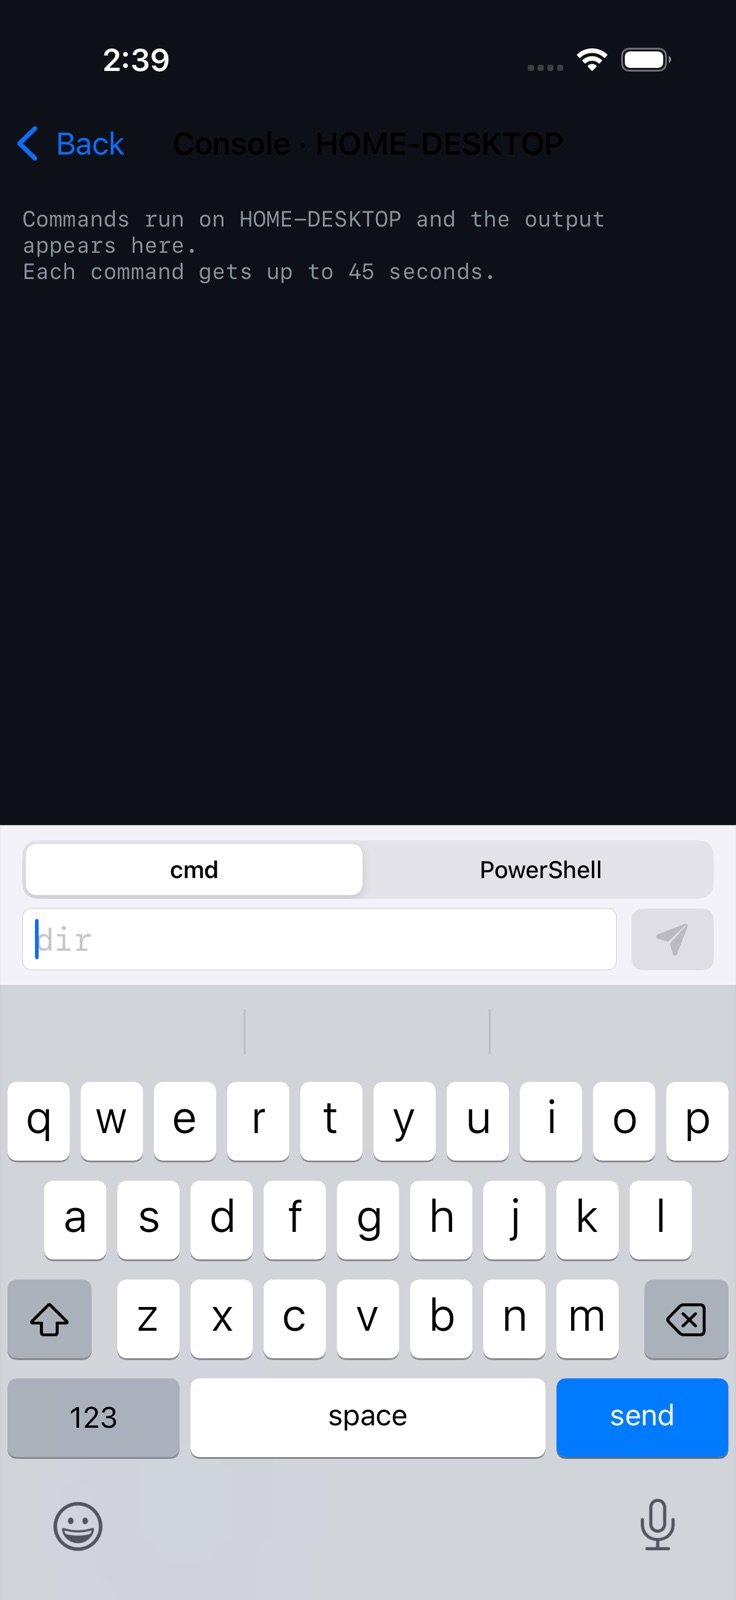 2:39
Back
Console · HOME-DESKTOP
Commands run on HOME-DESKTOP and the output
appears here.
Each command gets up to 45 seconds.
cmd
PowerShell
dir
q w e r t y u i o p
a s d f g h j k l
z x c v b n m
123
space
send